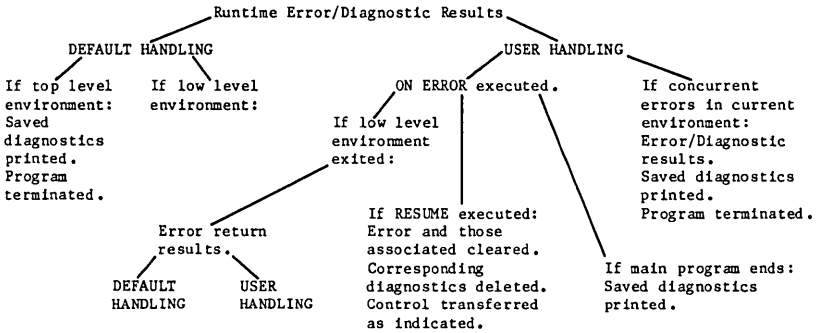 Runtime Error/Diagnostic Results
DEFAULT HANDLING
USER HANDLING
If top level
environment:
Saved
diagnostics
printed.
Program
terminated.
If low level
environment:
ON ERROR executed.
If concurrent
errors in current
environment:
Error/Diagnostic
results.
Saved diagnostics
printed.
Program terminated.
If low level
environment
exited:
Error return
results.
DEFAULT
HANDLING
USER
HANDLING
If RESUME executed:
Error and those
associated cleared.
Corresponding
diagnostics deleted.
Control transferred
as indicated.
If main program ends:
Saved diagnostics
printed.